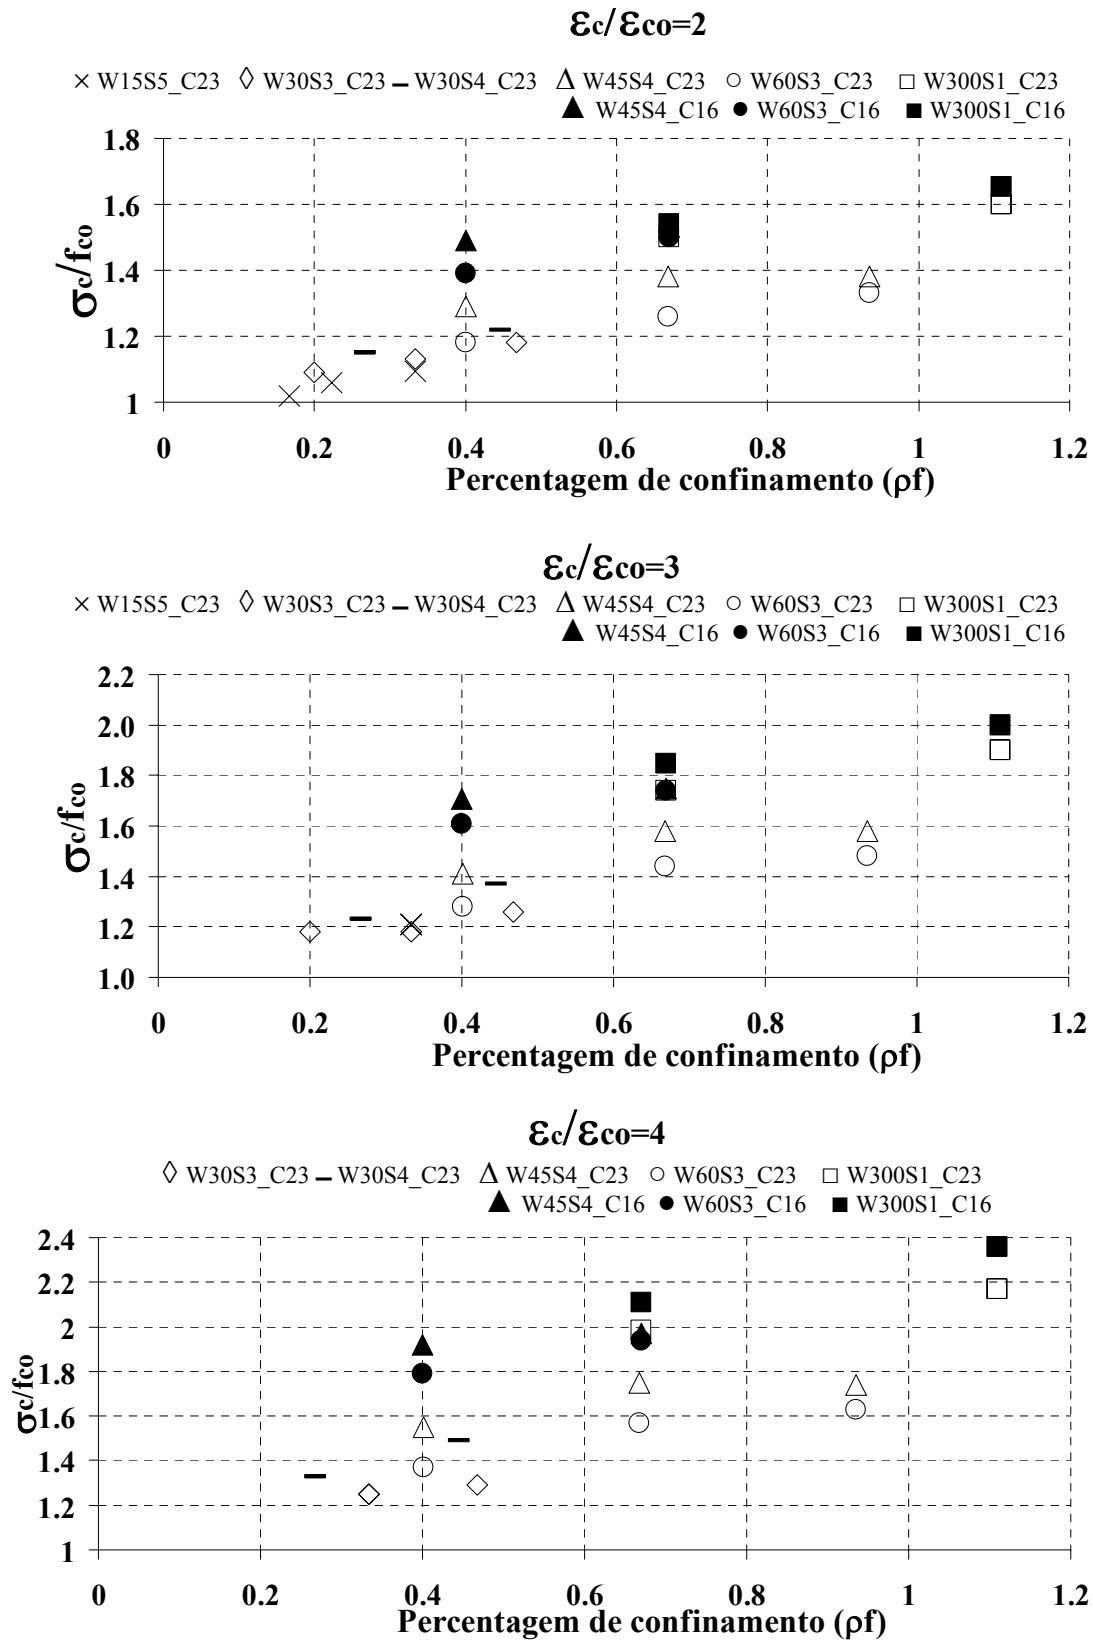 εc/εco=2
W15S5_C23 W30S3_C23 W30S4_C23 W45S4_C23 W60S3_C23 W300S1_C23
W45S4_C16 W60S3_C16 W300S1_C16
1.8
1.6
1.4
1.2
1
σc/fco
0 0.2 0.4 0.6 0.8 1 1.2
Percentagem de confinamento (ρf)
εc/εco=3
W15S5_C23 W30S3_C23 W30S4_C23 W45S4_C23 W60S3_C23 W300S1_C23
W45S4_C16 W60S3_C16 W300S1_C16
2.2
2.0
1.8
1.6
1.4
1.2
1.0
σc/fco
0 0.2 0.4 0.6 0.8 1 1.2
Percentagem de confinamento (ρf)
εc/εco=4
W30S3_C23 W30S4_C23 W45S4_C23 W60S3_C23 W300S1_C23
W45S4_C16 W60S3_C16 W300S1_C16
2.4
2.2
2
1.8
1.6
1.4
1.2
1
σc/fco
0 0.2 0.4 0.6 0.8 1 1.2
Percentagem de confinamento (ρf)